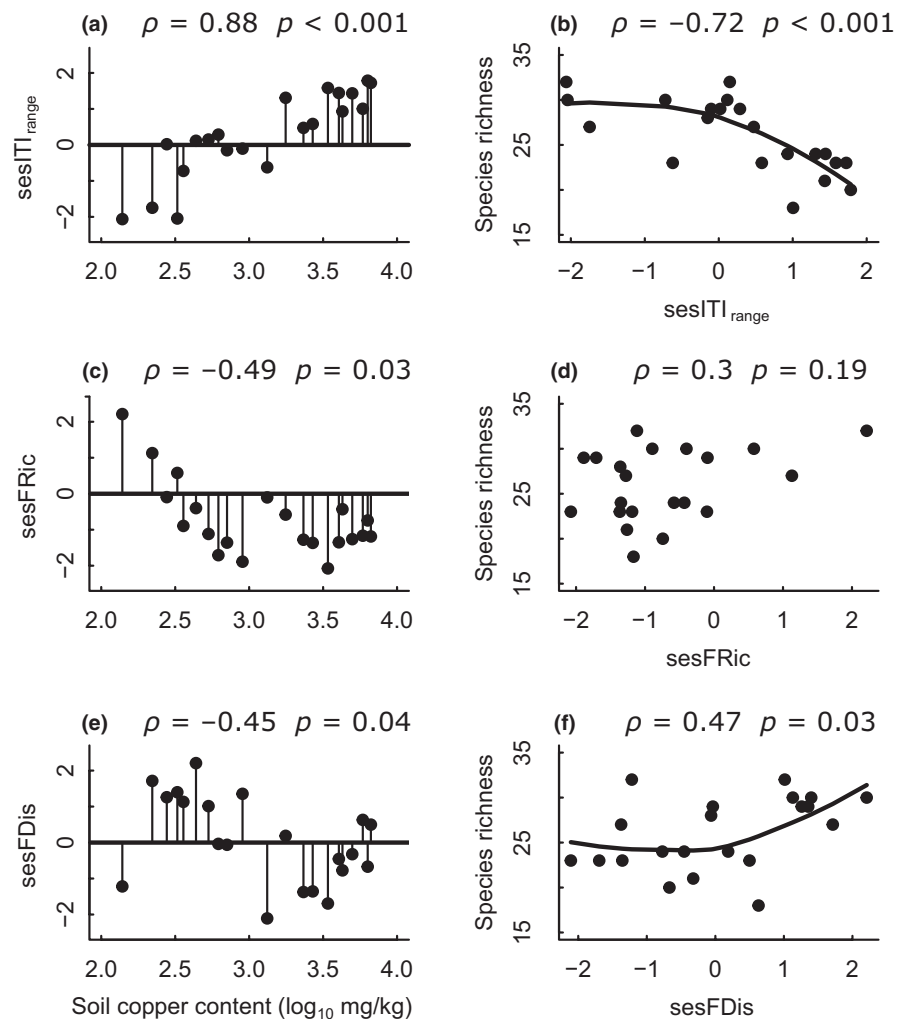 (a) ρ = 0.88 p < 0.001
2
0
−2
sesITI range
2.0 2.5 3.0 3.5 4.0
(b) ρ = −0.72 p < 0.001
35
25
15
Species richness
−2 −1 0 1 2
sesITI range
(c) ρ = −0.49 p = 0.03
2
0
−2
sesFRic
2.0 2.5 3.0 3.5 4.0
(d) ρ = 0.3 p = 0.19
35
25
15
Species richness
−2 −1 0 1 2
sesFRic
(e) ρ = −0.45 p = 0.04
2
0
−2
sesFDis
2.0 2.5 3.0 3.5 4.0
Soil copper content (log10 mg/kg)
(f) ρ = 0.47 p = 0.03
35
25
15
Species richness
−2 −1 0 1 2
sesFDis